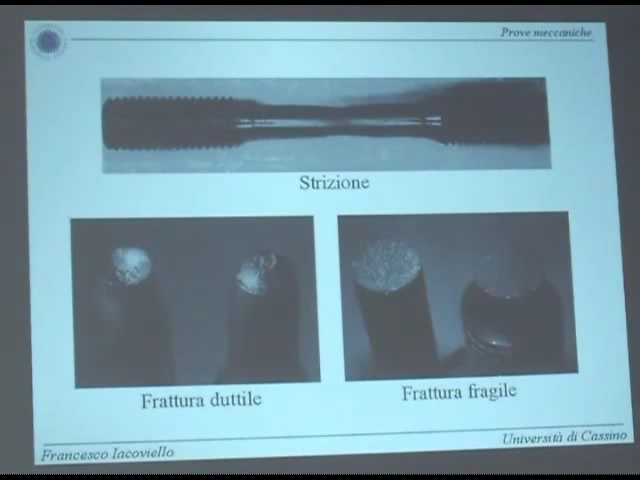 Prove meccaniche
Strizione
Frattura duttile
Frattura fragile
Francesco Iacoviello
Università di Cassino